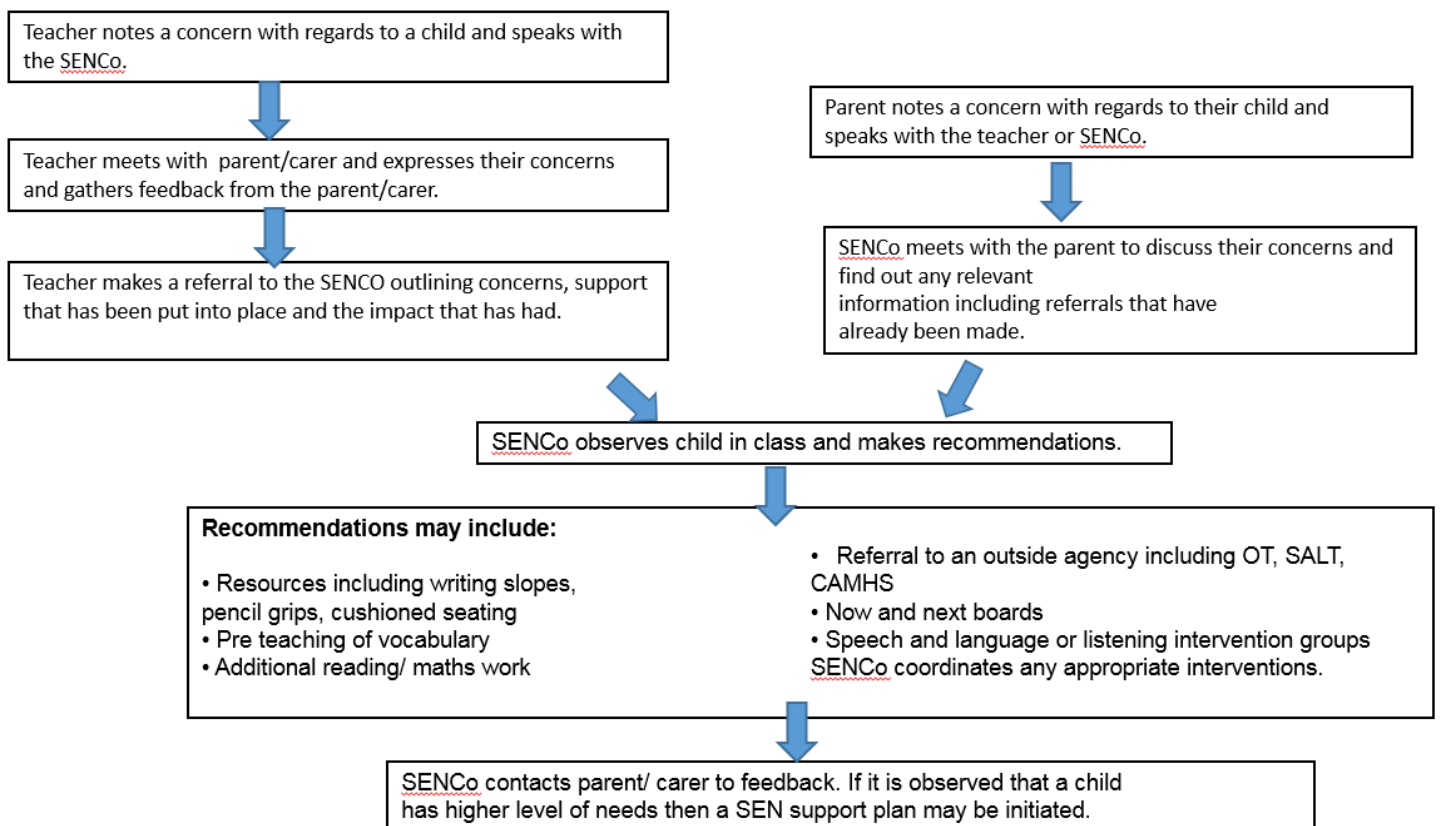 Teacher notes a concern with regards to a child and speaks with
the SENCo.
Teacher meets with parent/carer and expresses their concerns
and gathers feedback from the parent/carer.
Teacher makes a referral to the SENCO outlining concerns, support
that has been put into place and the impact that has had.
Parent notes a concern with regards to their child and
speaks with the teacher or SENCo.
SENCo meets with the parent to discuss their concerns and
find out any relevant
information including referrals that have
already been made.
SENCo observes child in class and makes recommendations.
Recommendations may include:
• Resources including writing slopes,
pencil grips, cushioned seating
• Pre teaching of vocabulary
• Additional reading/ maths work
• Referral to an outside agency including OT, SALT,
CAMHS
• Now and next boards
• Speech and language or listening intervention groups
SENCo coordinates any appropriate interventions.
SENCo contacts parent/ carer to feedback. If it is observed that a child
has higher level of needs then a SEN support plan may be initiated.